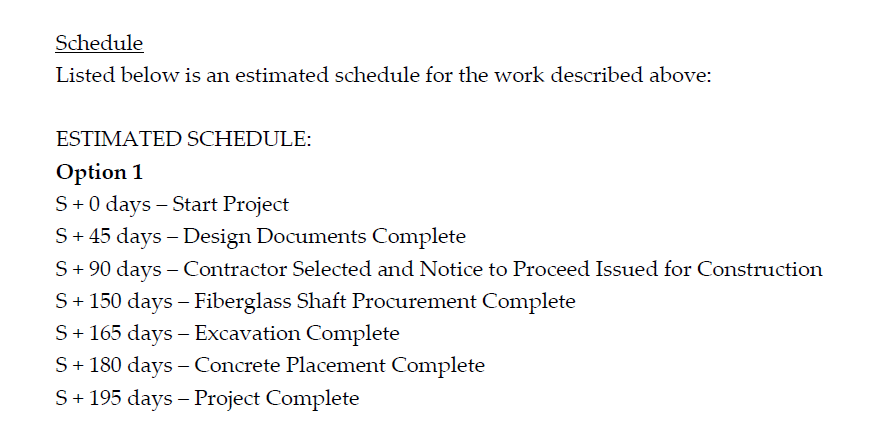 Schedule
Listed below is an estimated schedule for the work described above:
ESTIMATED SCHEDULE:
Option 1
S + 0 days – Start Project
S + 45 days – Design Documents Complete
S + 90 days – Contractor Selected and Notice to Proceed Issued for Construction
S + 150 days – Fiberglass Shaft Procurement Complete
S + 165 days – Excavation Complete
S + 180 days – Concrete Placement Complete
S + 195 days – Project Complete